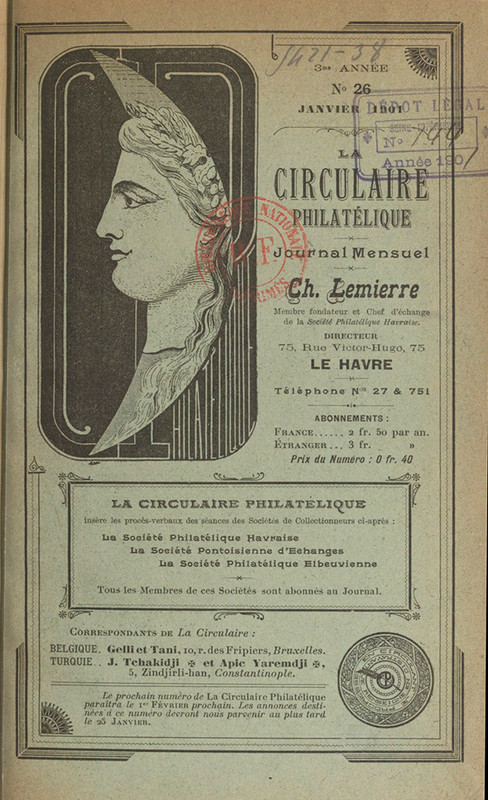 Jo 421-38
3me ANNÉE
No 26
JANVIER 1901
DÉPOT LÉGAL
No
Année 1901
LA
CIRCULAIRE
PHILATÉLIQUE
Journal Mensuel
Ch. Lemierre
Membre fondateur et Chef d'échange
de la Société Philatélique Havraise.
DIRECTEUR
75, Rue Victor-Hugo, 75
LE HAVRE
Téléphone Nos 27 & 751
ABONNEMENTS :
FRANCE...... 2 fr. 50 par an.
ÉTRANGER... 3 fr. »
Prix du Numéro : 0 fr. 40
LA CIRCULAIRE PHILATÉLIQUE
insère les procès-verbaux des séances des Sociétés de Collectionneurs ci-après :
La Société Philatélique Havraise
La Société Pontoisienne d'Echanges
La Société Philatélique Elbeuvienne
Tous les Membres de ces Sociétés sont abonnés au Journal.
CORRESPONDANTS DE La Circulaire :
BELGIQUE. Gelli et Tani, 10, r. des Fripiers, Bruxelles.
TURQUIE.. J. Tchakidji ✠ et Apic Yaremdji ✠,
5, Zindjirli-han, Constantinople.
Le prochain numéro de La Circulaire Philatélique
paraîtra le 1er FÉVRIER prochain. Les annonces desti-
nées à ce numéro devront nous parvenir au plus tard
le 25 JANVIER.